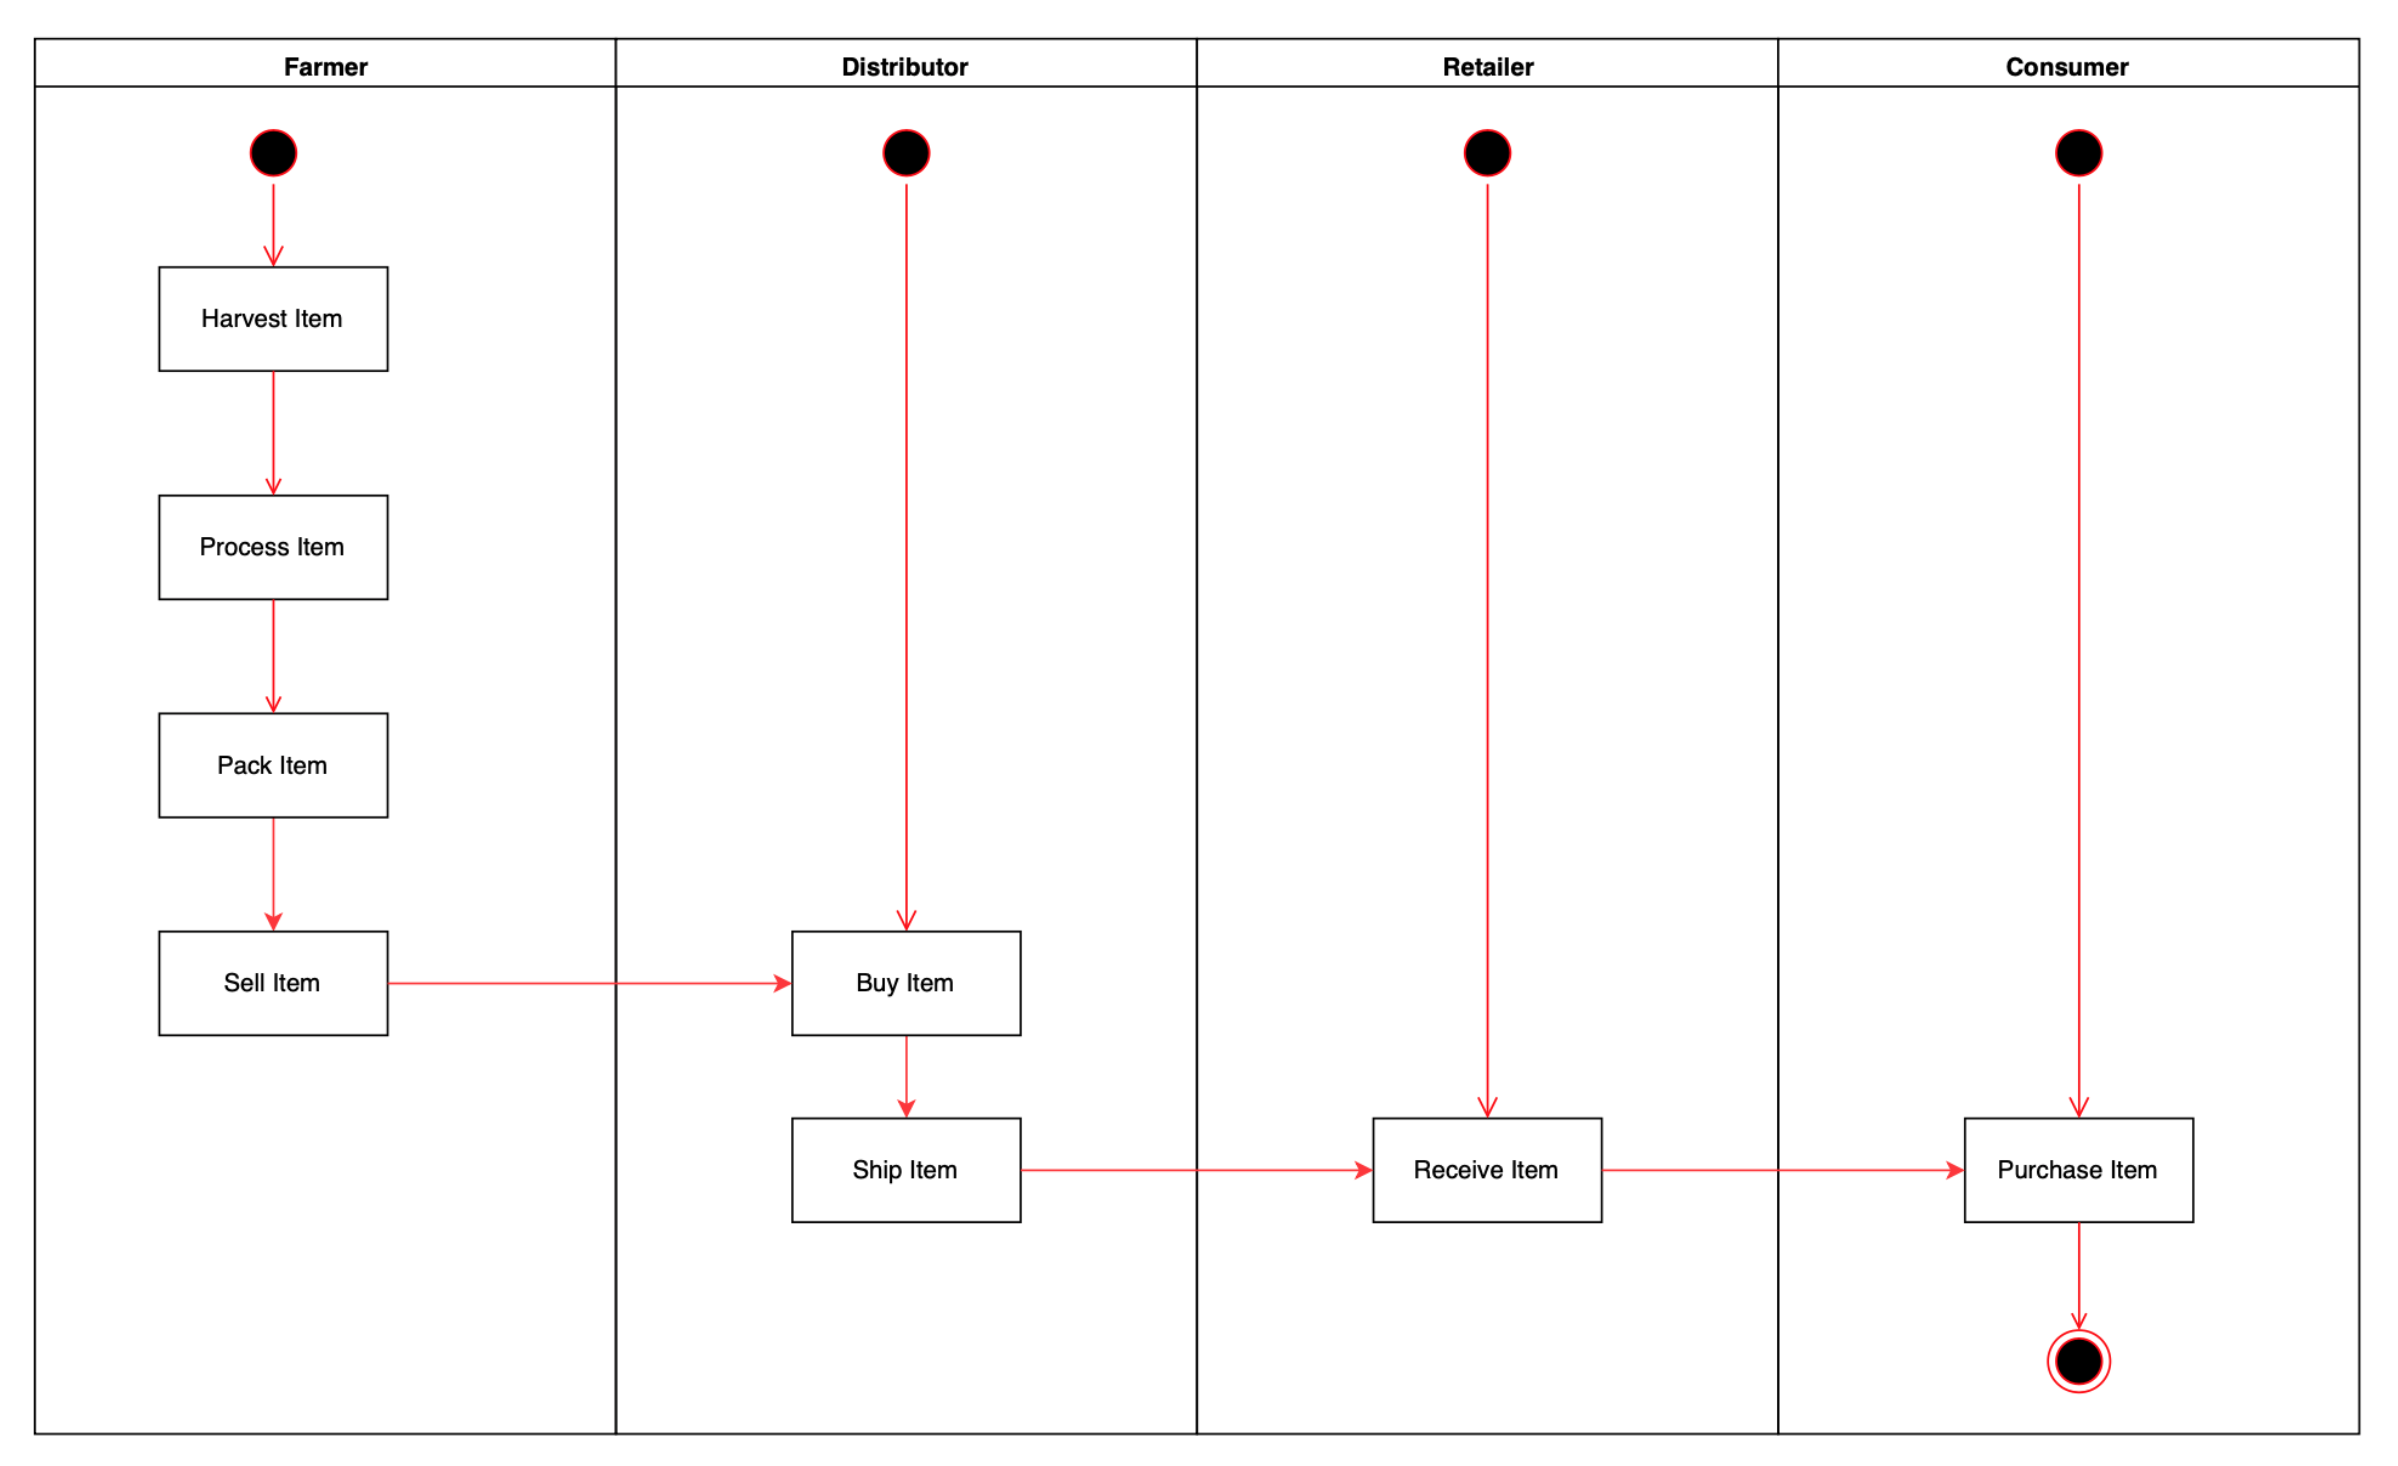 Farmer
Distributor
Retailer
Consumer
Harvest Item
Process Item
Pack Item
Sell Item
Buy Item
Ship Item
Receive Item
Purchase Item